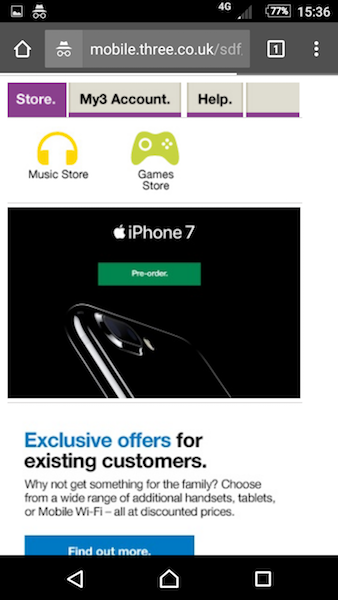 4G 77% 15:36
mobile.three.co.uk/sdf 1
Store. My3 Account. Help.
Music Store
Games
Store
iPhone 7
Pre-order.
Exclusive offers for
existing customers.
Why not get something for the family? Choose
from a wide range of additional handsets, tablets,
or Mobile Wi-Fi – all at discounted prices.
Find out more.